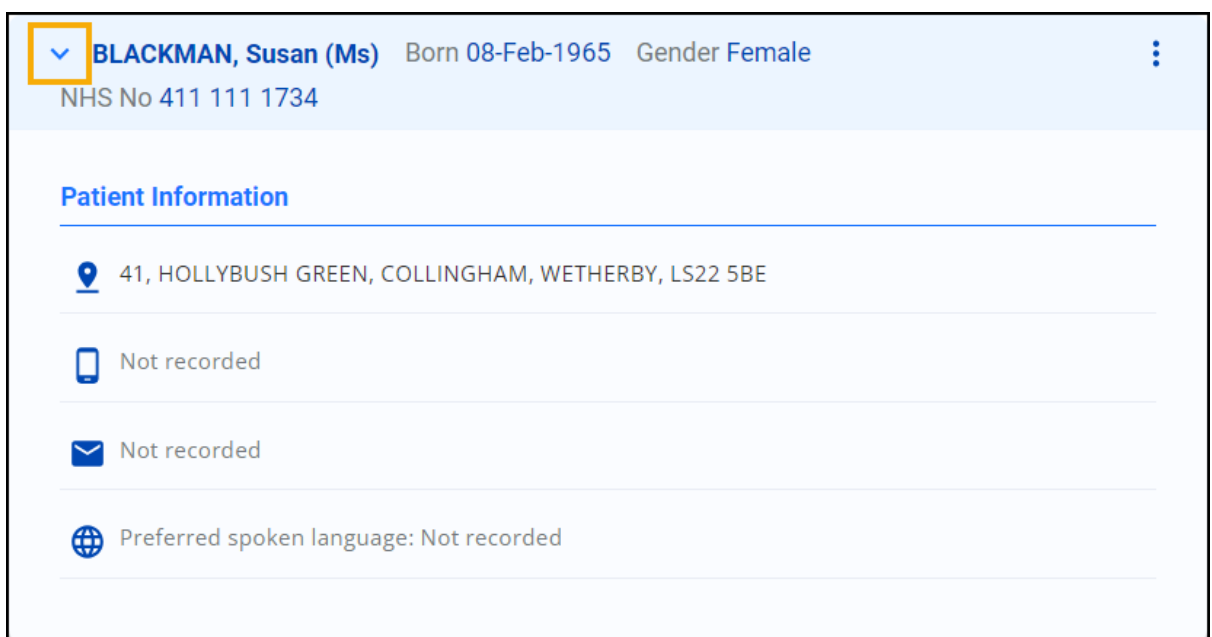 BLACKMAN, Susan (Ms) Born 08-Feb-1965 Gender Female
NHS No 411 111 1734
Patient Information
41, HOLLYBUSH GREEN, COLLINGHAM, WETHERBY, LS22 5BE
Not recorded
Not recorded
Preferred spoken language: Not recorded